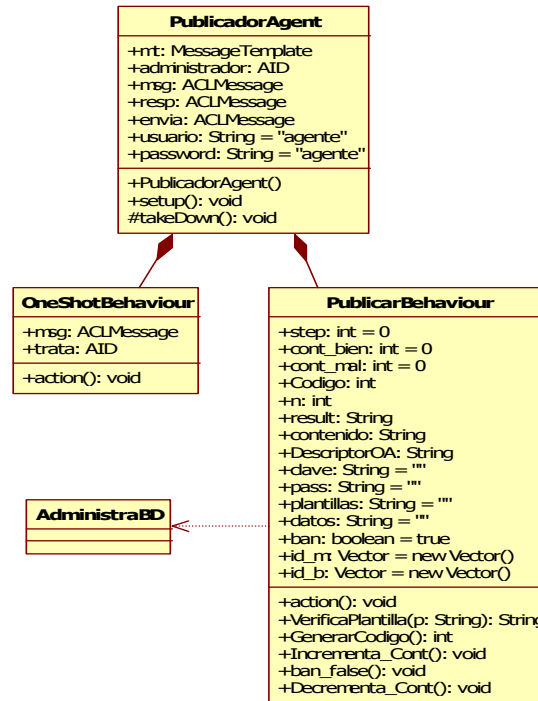 PublicadorAgent
+mt: MessageTemplate
+administrador: AID
+msg: ACLMessage
+resp: ACLMessage
+envia: ACLMessage
+usuario: String = "agente"
+password: String = "agente"
+PublicadorAgent()
+setup(): void
#takeDown(): void
OneShotBehaviour
+msg: ACLMessage
+trata: AID
+action(): void
PublicarBehaviour
+step: int = 0
+cont_bien: int = 0
+cont_mal: int = 0
+Codigo: int
+n: int
+result: String
+contenido: String
+DescriptorOA: String
+clave: String = ""
+pass: String = ""
+plantillas: String = ""
+datos: String = ""
+ban: boolean = true
+id_m: Vector = new Vector()
+id_b: Vector = new Vector()
+action(): void
+VerificaPlantilla(p: String): String
+GenerarCodigo(): int
+Incrementa_Cont(): void
+ban_false(): void
+Decrementa_Cont(): void
AdministraBD